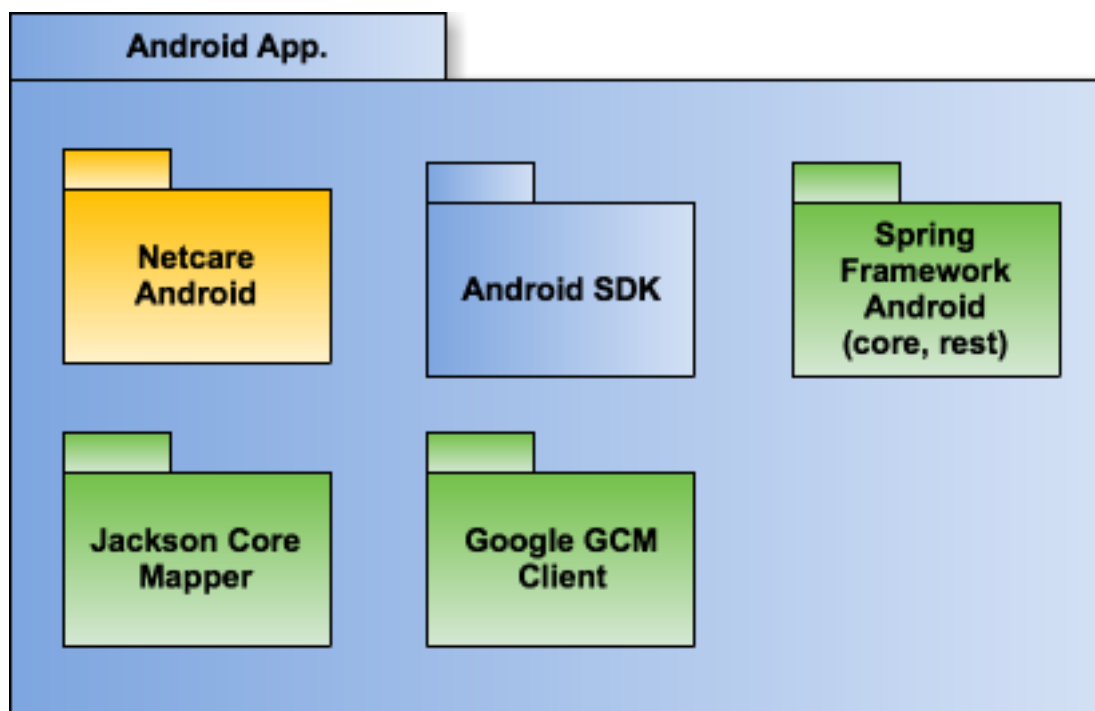 Android App.
Netcare
Android
Android SDK
Spring
Framework
Android
(core, rest)
Jackson Core
Mapper
Google GCM
Client